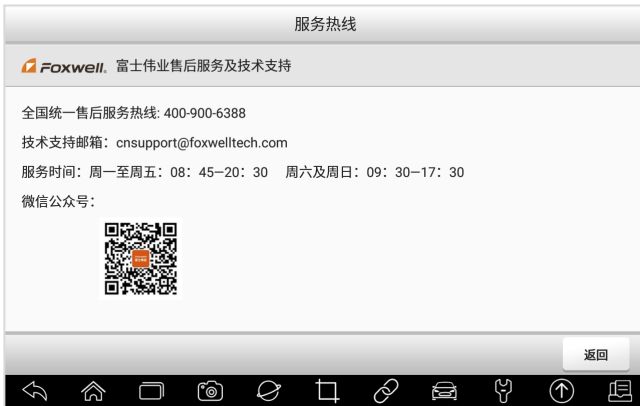 服务热线
Foxwell. 富士伟业售后服务及技术支持
全国统一售后服务热线: 400-900-6388
技术支持邮箱：cnsupport@foxwelltech.com
服务时间：周一至周五：08：45—20：30 周六及周日：09：30—17：30
微信公众号：
返回